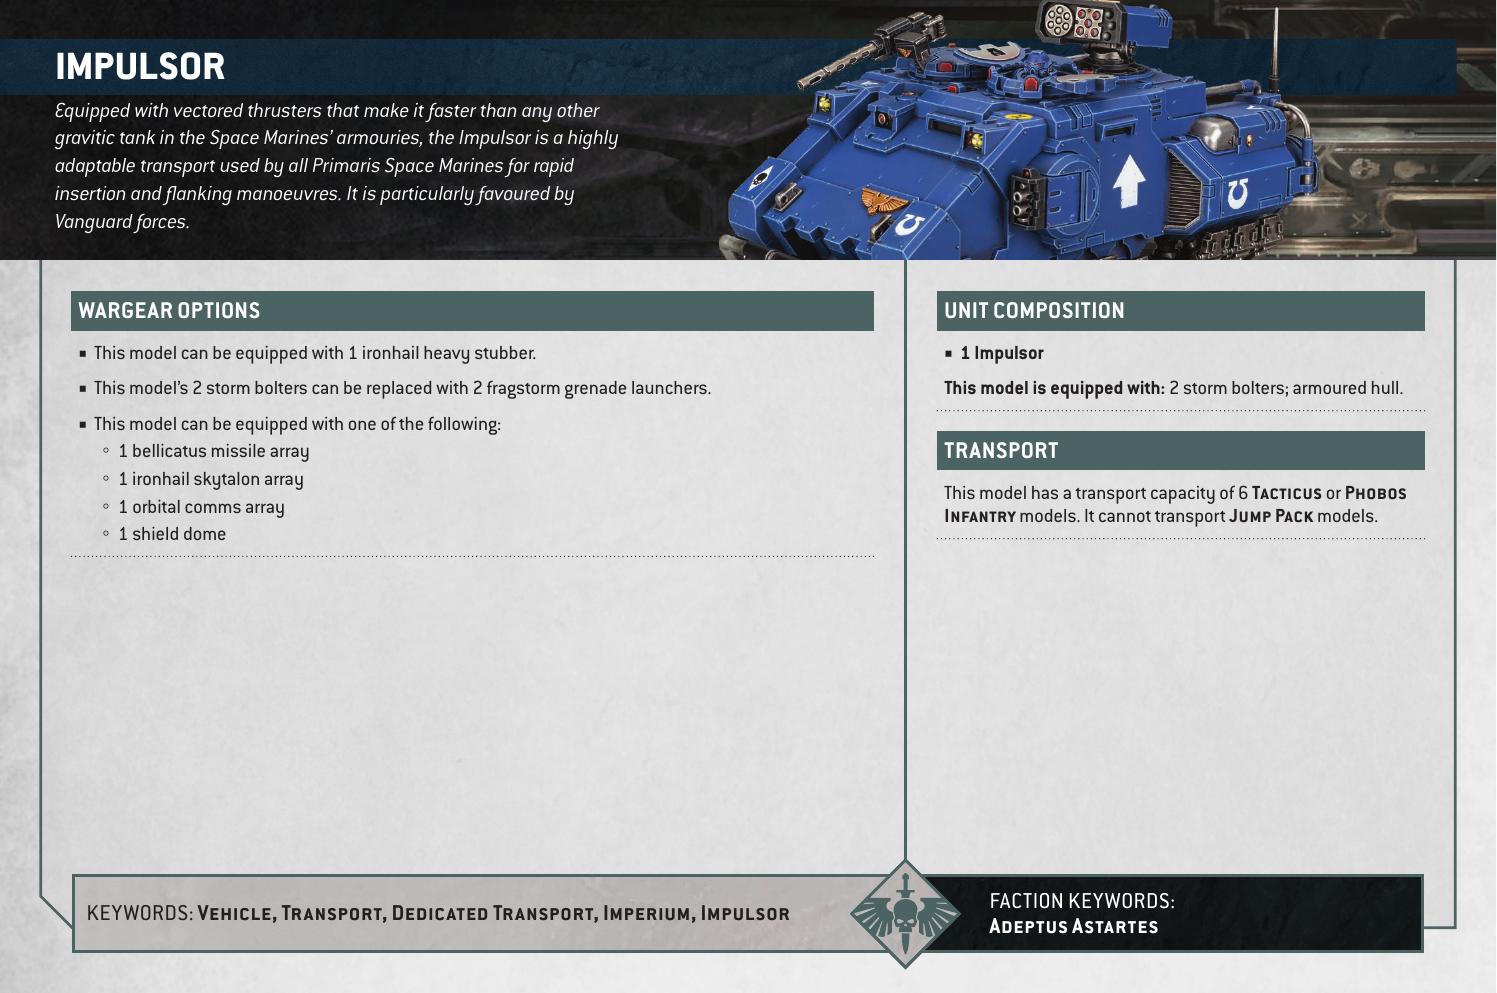 IMPULSOR
Equipped with vectored thrusters that make it faster than any other
gravitic tank in the Space Marines’ armouries, the Impulsor is a highly
adaptable transport used by all Primaris Space Marines for rapid
insertion and flanking manoeuvres. It is particularly favoured by
Vanguard forces.
WARGEAR OPTIONS
■ This model can be equipped with 1 ironhail heavy stubber.
■ This model’s 2 storm bolters can be replaced with 2 fragstorm grenade launchers.
■ This model can be equipped with one of the following:
◦ 1 bellicatus missile array
◦ 1 ironhail skytalon array
◦ 1 orbital comms array
◦ 1 shield dome
UNIT COMPOSITION
■ 1 Impulsor
This model is equipped with: 2 storm bolters; armoured hull.
TRANSPORT
This model has a transport capacity of 6 Tacticus or Phobos
Infantry models. It cannot transport Jump Pack models.
KEYWORDS: Vehicle, Transport, Dedicated Transport, Imperium, Impulsor
FACTION KEYWORDS:
Adeptus Astartes